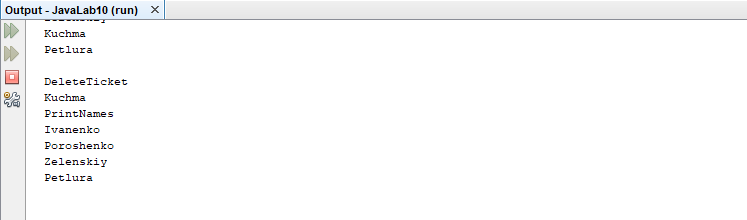 Output - JavaLab10 (run)
Kuchma
Petlura
DeleteTicket
Kuchma
PrintNames
Ivanenko
Poroshenko
Zelenskiy
Petlura